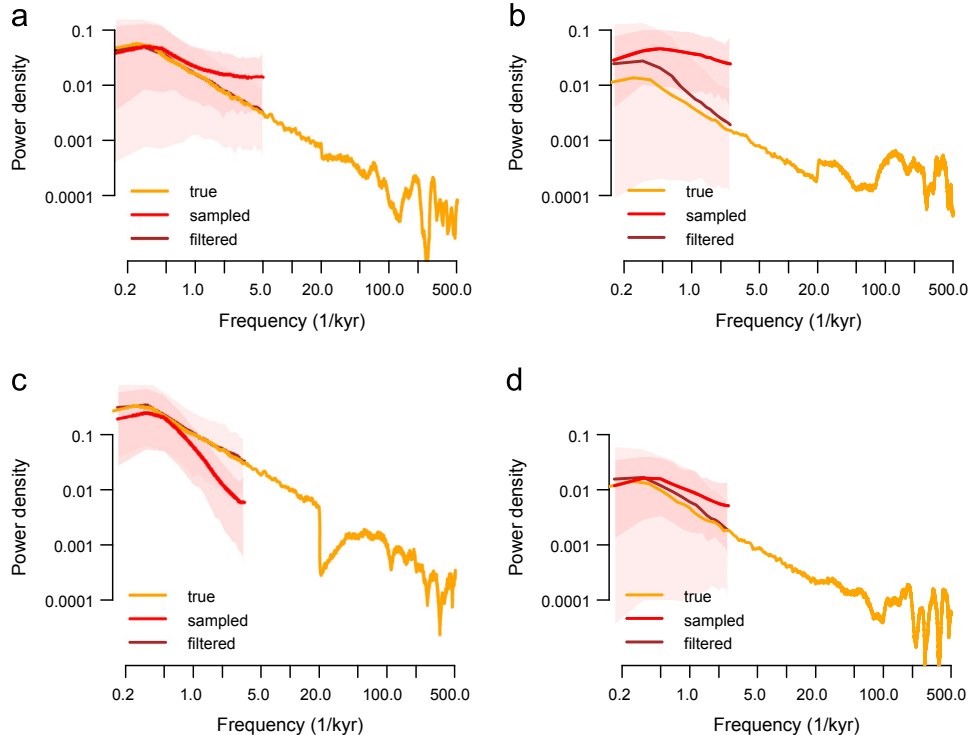 a
0.1
0.01
0.001
0.0001
Power density
true
sampled
filtered
0.2 1.0 5.0 20.0 100.0 500.0
Frequency (1/kyr)
b
0.1
0.01
0.001
0.0001
Power density
true
sampled
filtered
0.2 1.0 5.0 20.0 100.0 500.0
Frequency (1/kyr)
c
0.1
0.01
0.001
0.0001
Power density
true
sampled
filtered
0.2 1.0 5.0 20.0 100.0 500.0
Frequency (1/kyr)
d
0.1
0.01
0.001
0.0001
Power density
true
sampled
filtered
0.2 1.0 5.0 20.0 100.0 500.0
Frequency (1/kyr)